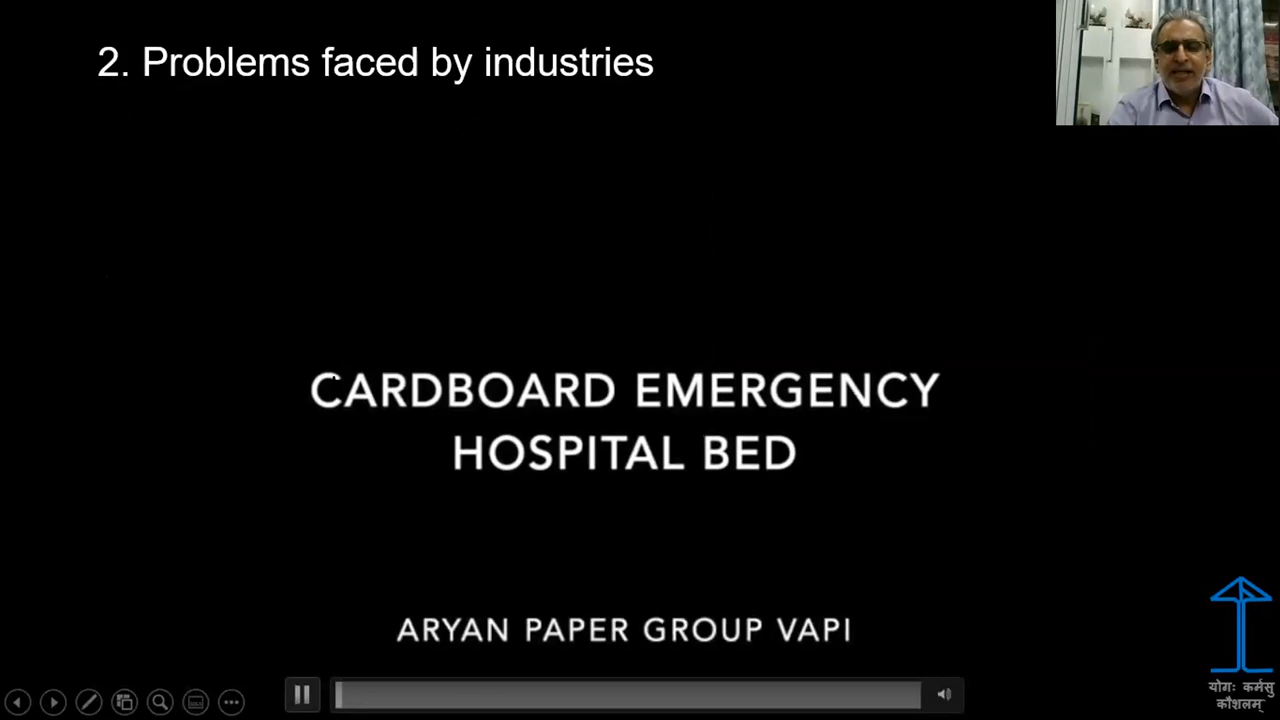 2. Problems faced by industries
CARDBOARD EMERGENCY
HOSPITAL BED
ARYAN PAPER GROUP VAPI
योगः कर्मसु
कौशलम्